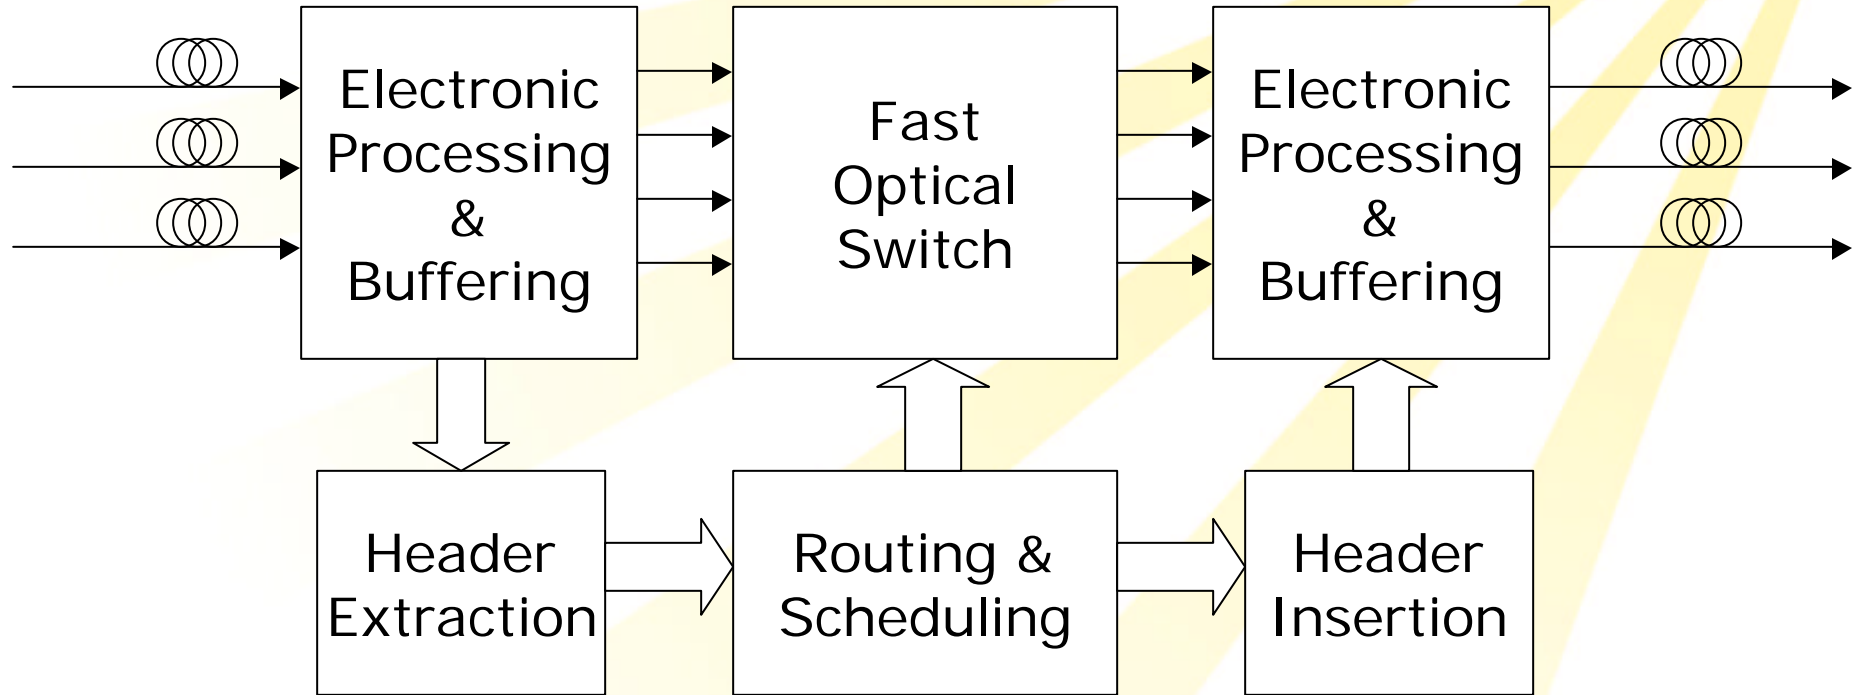 Electronic
Processing
&
Buffering
Fast
Optical
Switch
Electronic
Processing
&
Buffering
Header
Extraction
Routing &
Scheduling
Header
Insertion